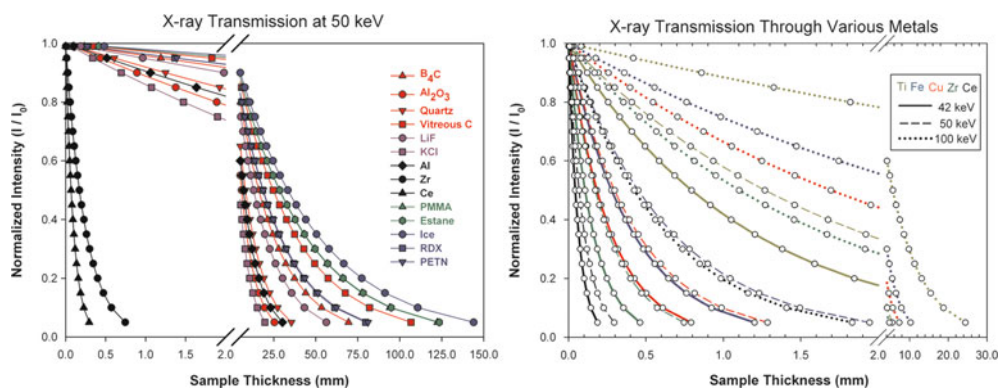 X-ray Transmission at 50 keV
Normalized Intensity (I / I₀)
1.0
0.8
0.6
0.4
0.2
0.0
B₄C
Al₂O₃
Quartz
Vitreous C
LiF
KCl
Al
Zr
Ce
PMMA
Estane
Ice
RDX
PETN
0.0 0.5 1.0 1.5 2.0 25.0 50.0 75.0 100.0 125.0 150.0
Sample Thickness (mm)
X-ray Transmission Through Various Metals
Normalized Intensity (I / I₀)
1.0
0.8
0.6
0.4
0.2
0.0
Ti Fe Cu Zr Ce
42 keV
50 keV
100 keV
0.0 0.5 1.0 1.5 2.0 10.0 20.0 30.0
Sample Thickness (mm)